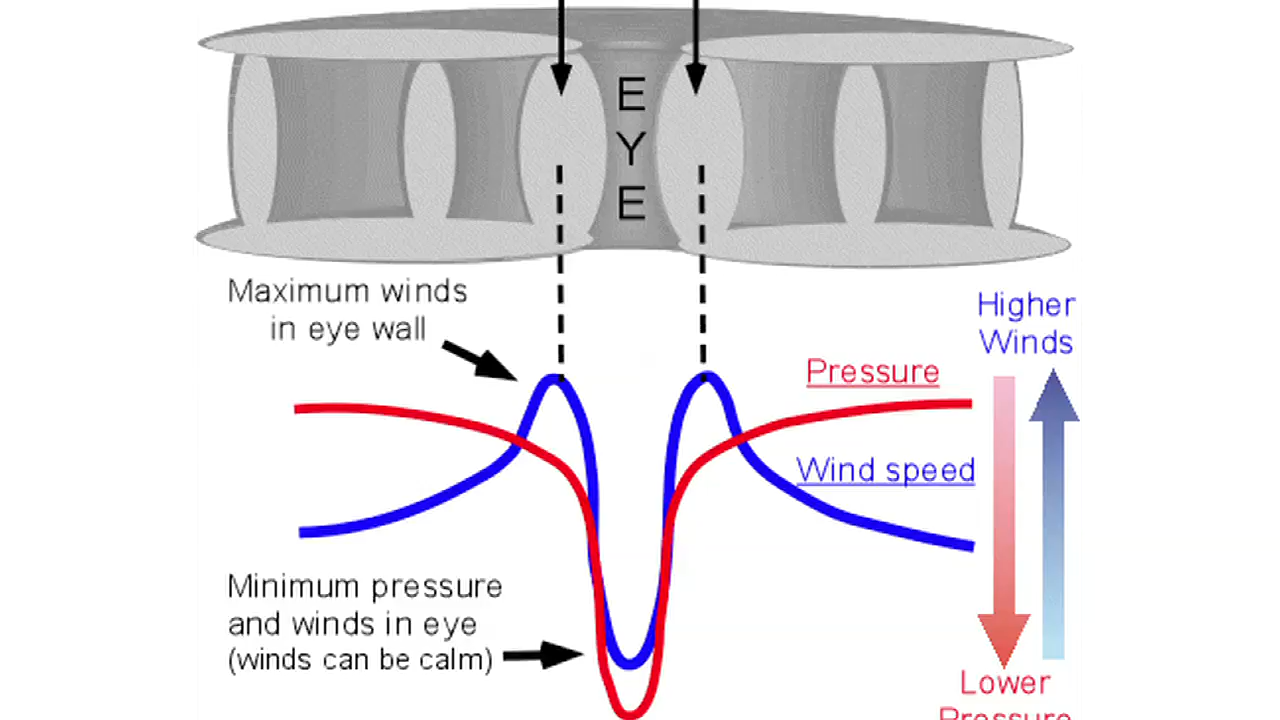 E
Y
E
Maximum winds
in eye wall
Higher
Winds
Pressure
Wind speed
Minimum pressure
and winds in eye
(winds can be calm)
Lower
Pressure